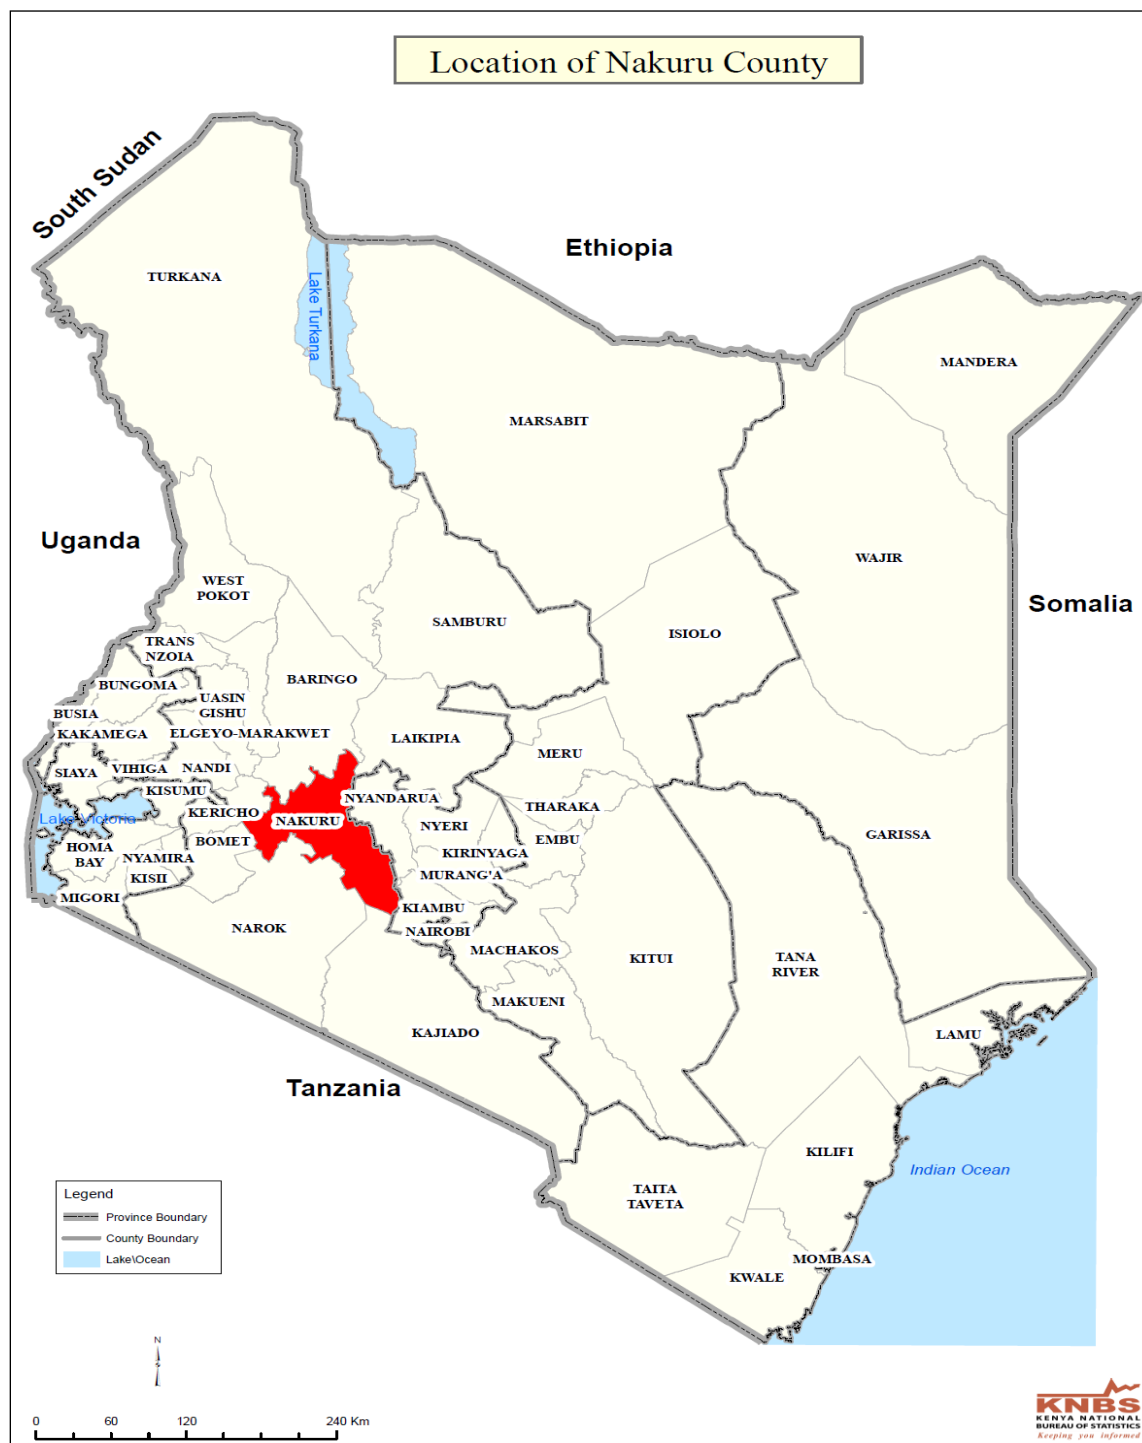 Location of Nakuru County
South Sudan
Ethiopia
TURKANA
Lake Turkana
MANDERA
MARSABIT
Uganda
WAJIR
WEST
POKOT
Somalia
SAMBURU
ISIOLO
TRANS
NZOIA
BARINGO
BUNGOMA
UASIN
GISHU
BUSIA
KAKAMEGA
ELGEYO-MARAKWET
LAIKIPIA
MERU
SIAYA
VIHIGA
NANDI
KISUMU
NYANDARUA
THARAKA
KERICHO
Lake Victoria
NAKURU
NYERI
GARISSA
BOMET
EMBU
HOMA
BAY
NYAMIRA
KIRINYAGA
KISII
MURANG'A
MIGORI
KIAMBU
NAROK
NAIROBI
MACHAKOS
KITUI
TANA
RIVER
MAKUENI
KAJIADO
LAMU
Tanzania
KILIFI
Indian Ocean
TAITA
TAVETA
MOMBASA
KWALE
Legend
Province Boundary
County Boundary
Lake\Ocean
N
S
0 60 120 240 Km
KNBS
KENYA NATIONAL
BUREAU OF STATISTICS
Keeping you informed